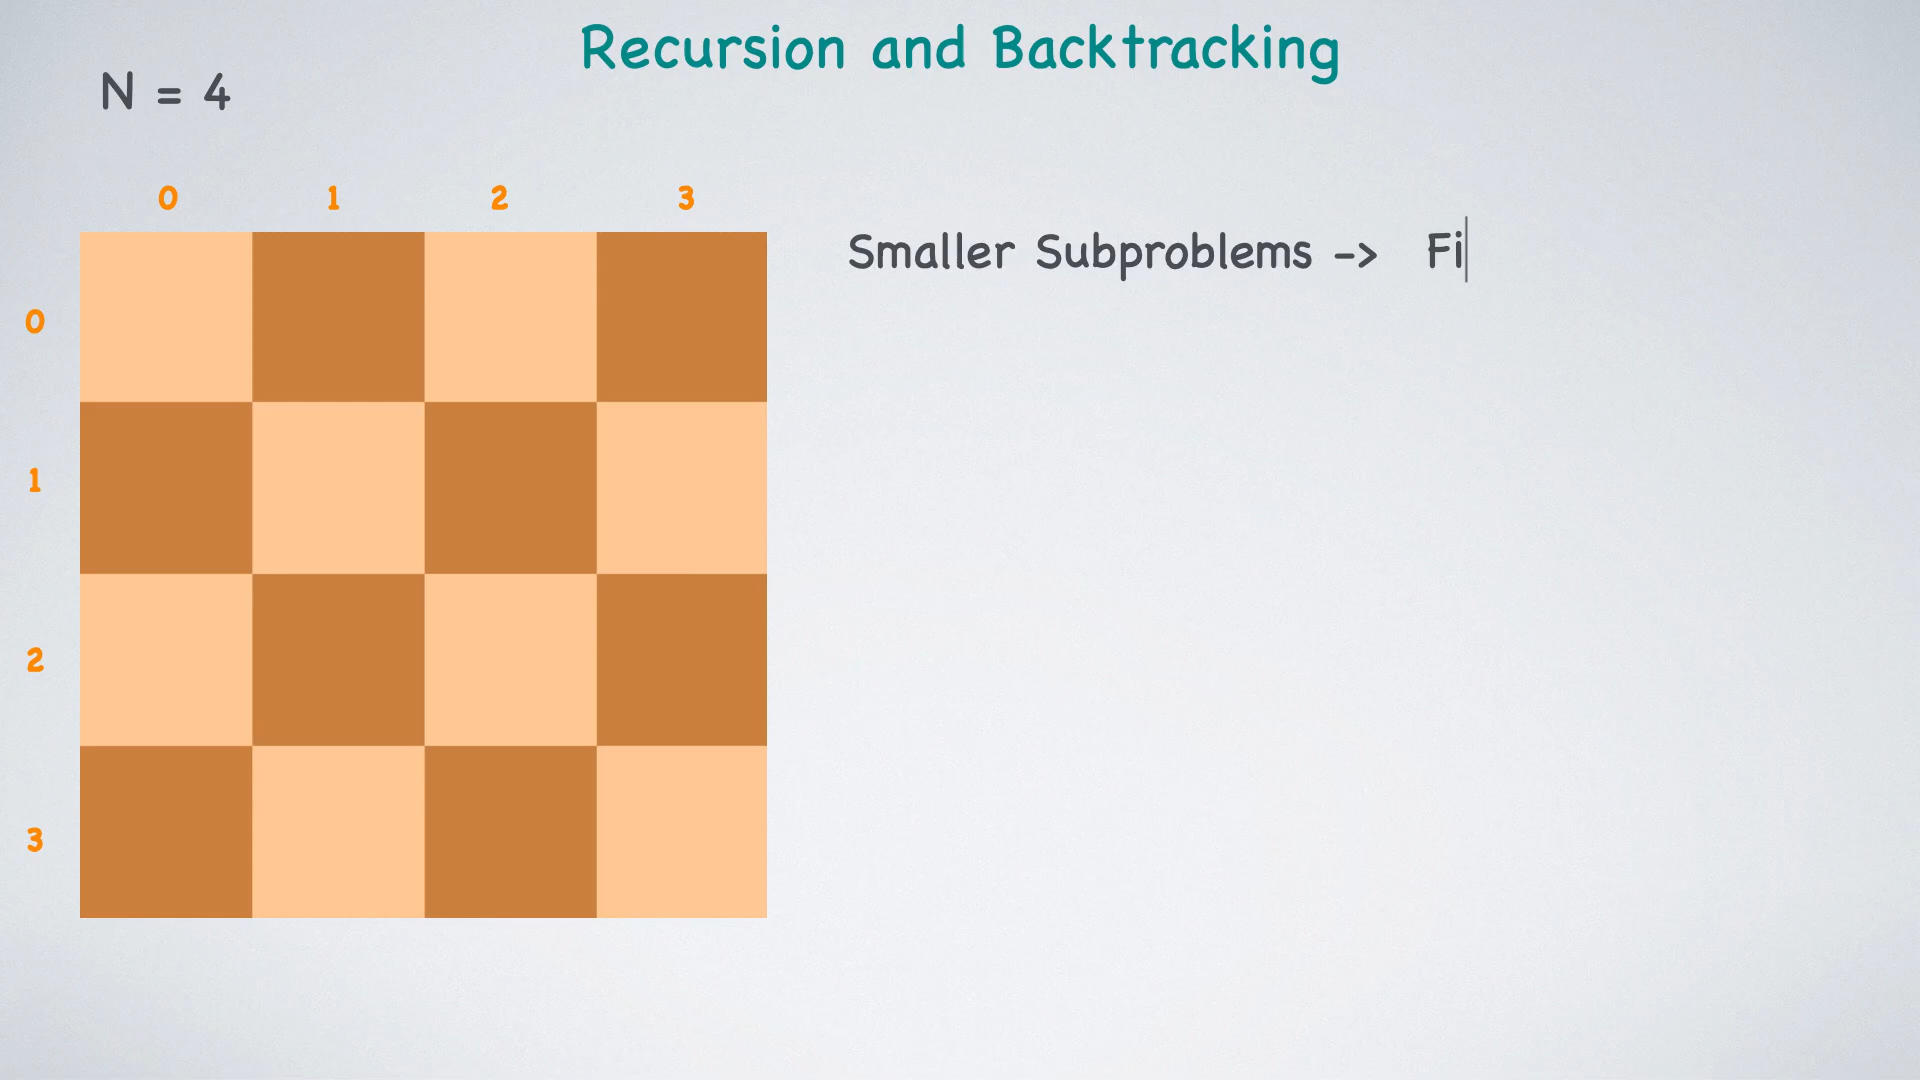 Recursion and Backtracking
N = 4
0 1 2 3
Smaller Subproblems -> Fi
0
1
2
3